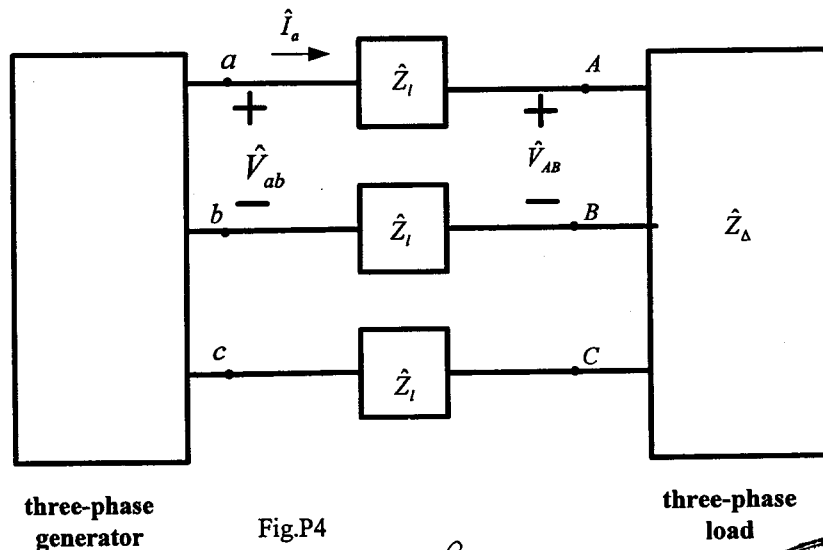 Î_a
a Ẑ_l A
+ +
V̂_ab V̂_AB
− −
b Ẑ_l B
Ẑ_Δ
c Ẑ_l C
three-phase generator
Fig.P4
three-phase load